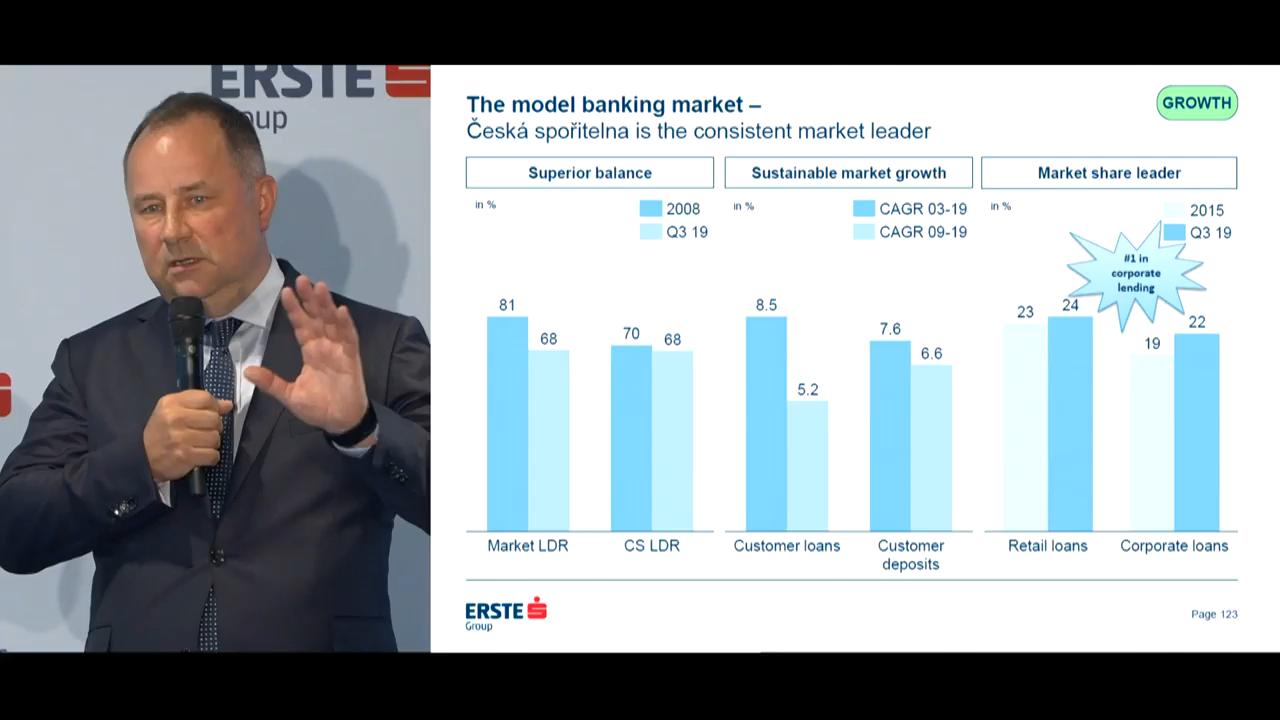 ERSTE
Group
The model banking market –
Česká spořitelna is the consistent market leader
GROWTH
Superior balance
in %
2008
Q3 19
81
68
70
68
Market LDR
CS LDR
Sustainable market growth
in %
CAGR 03-19
CAGR 09-19
8.5
5.2
7.6
6.6
Customer loans
Customer
deposits
Market share leader
in %
2015
Q3 19
#1 in
corporate
lending
23
24
19
22
Retail loans
Corporate loans
ERSTE
Group
Page 123